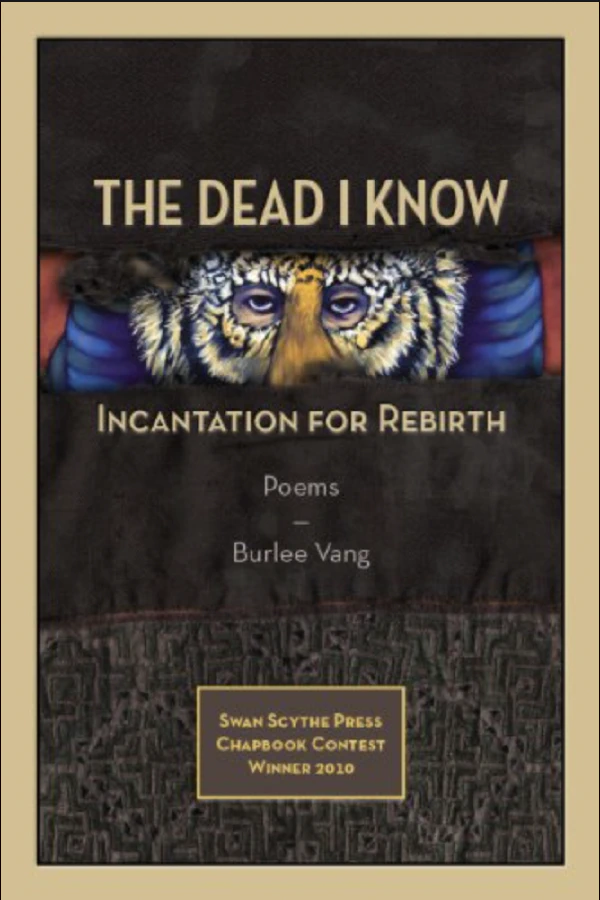 THE DEAD I KNOW
INCANTATION FOR REBIRTH
Poems
—
Burlee Vang
SWAN SCYTHE PRESS
CHAPBOOK CONTEST
WINNER 2010